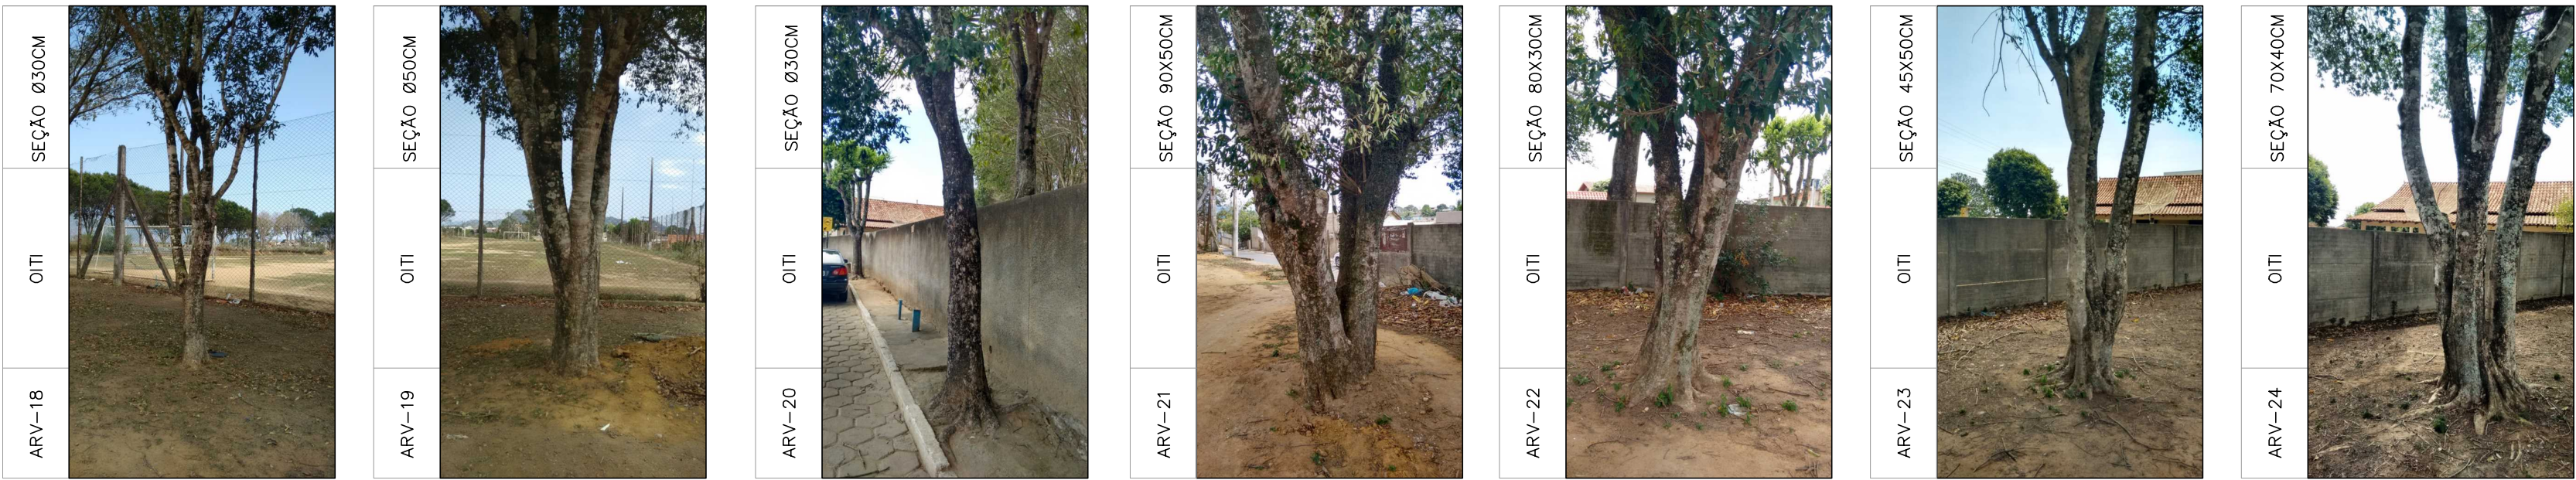 ARV-18
OITI
SEÇÃO Ø30CM
ARV-19
OITI
SEÇÃO Ø50CM
ARV-20
OITI
SEÇÃO Ø30CM
ARV-21
OITI
SEÇÃO 90X50CM
ARV-22
OITI
SEÇÃO 80X30CM
ARV-23
OITI
SEÇÃO 45X50CM
ARV-24
OITI
SEÇÃO 70X40CM